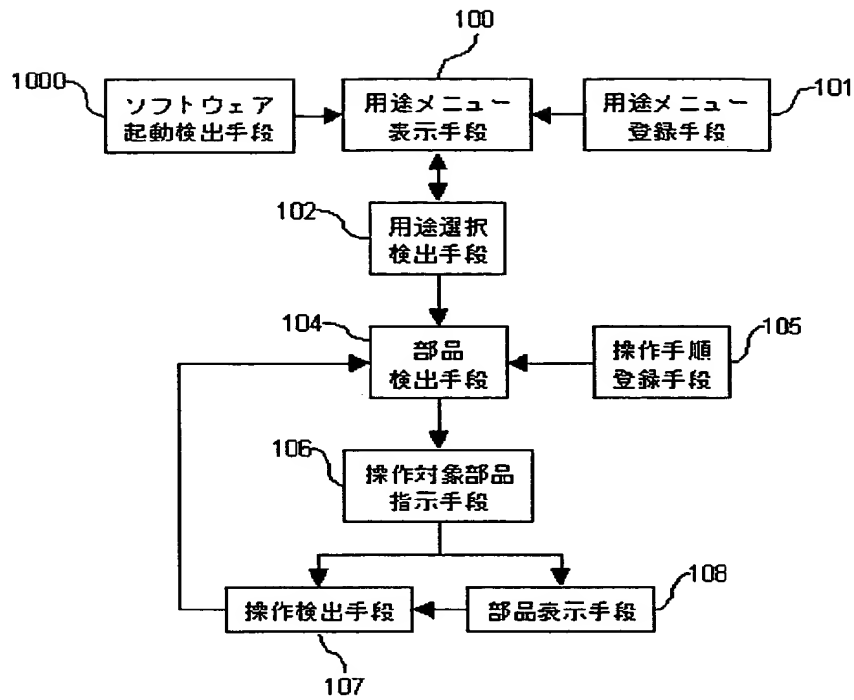 100
1000
ソフトウェア
起動検出手段
用途メニュー
表示手段
用途メニュー
登録手段
101
102
用途選択
検出手段
104
部品
検出手段
操作手順
登録手段
105
106
操作対象部品
指示手段
操作検出手段
部品表示手段
108
107